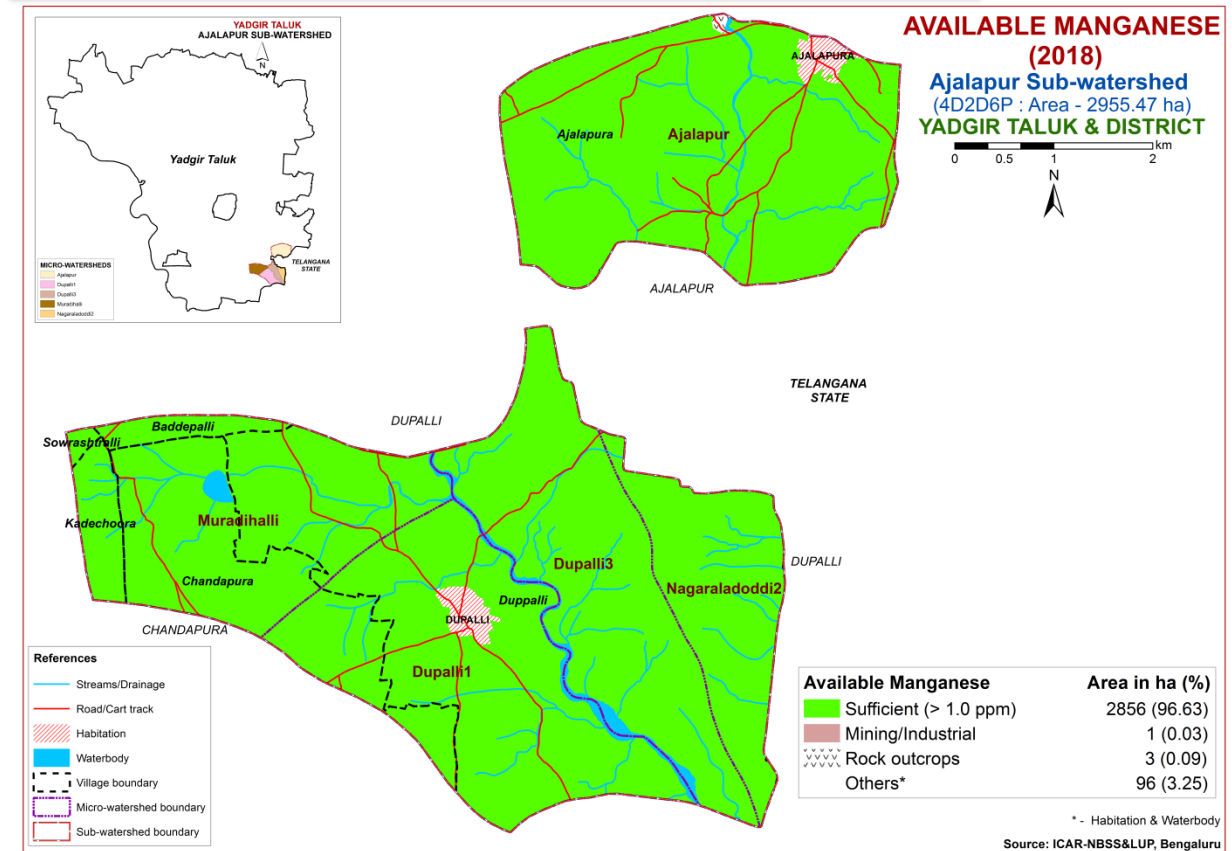 YADGIR TALUK
AJALAPUR SUB-WATERSHED
N
Yadgir Taluk
TELANGANA
STATE
MICRO-WATERSHEDS
Ajalapur
Dupalli1
Dupalli3
Muradihalli
Nagaraladoddi2
AVAILABLE MANGANESE
(2018)
Ajalapur Sub-watershed
(4D2D6P : Area - 2955.47 ha)
YADGIR TALUK & DISTRICT
km
0 0.5 1 2
N
AJALAPURA
Ajalapura
Ajalapur
AJALAPUR
TELANGANA
STATE
DUPALLI
Baddepalli
Sowrashtralli
Kadechoora
Muradihalli
Chandapura
CHANDAPURA
Dupalli3
DUPALLI
Nagaraladoddi2
Duppalli
DUPALLI
Dupalli1
References
Streams/Drainage
Road/Cart track
Habitation
Waterbody
Village boundary
Micro-watershed boundary
Sub-watershed boundary
Available Manganese Area in ha (%)
Sufficient (> 1.0 ppm) 2856 (96.63)
Mining/Industrial 1 (0.03)
Rock outcrops 3 (0.09)
Others* 96 (3.25)
* - Habitation & Waterbody
Source: ICAR-NBSS&LUP, Bengaluru